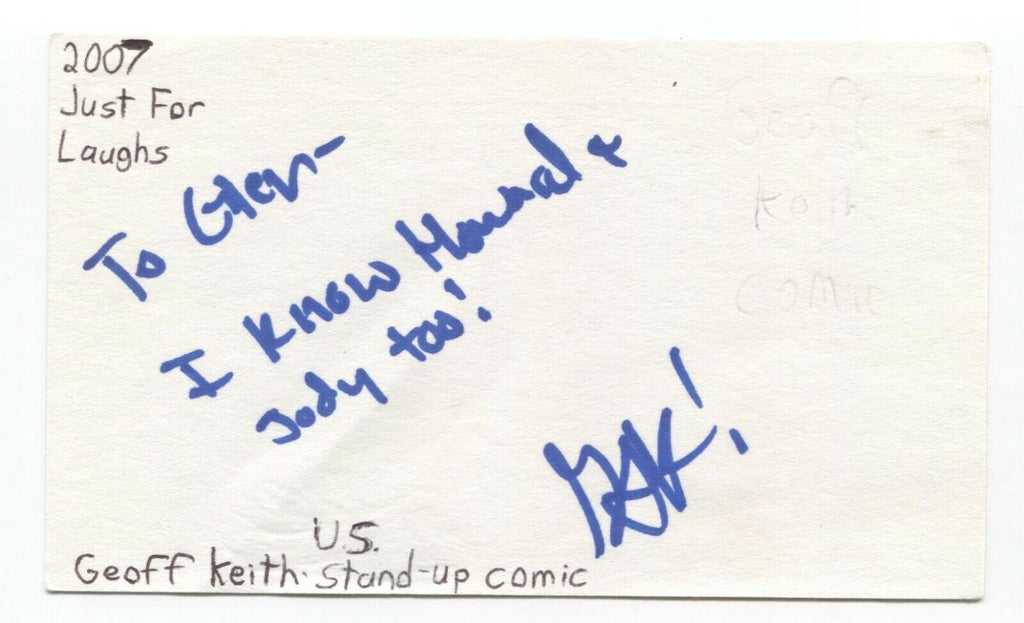 2007
Just For
Laughs
To Glen-
I know Howard &
Jody too!
U.S.
Geoff Keith. Stand-up comic